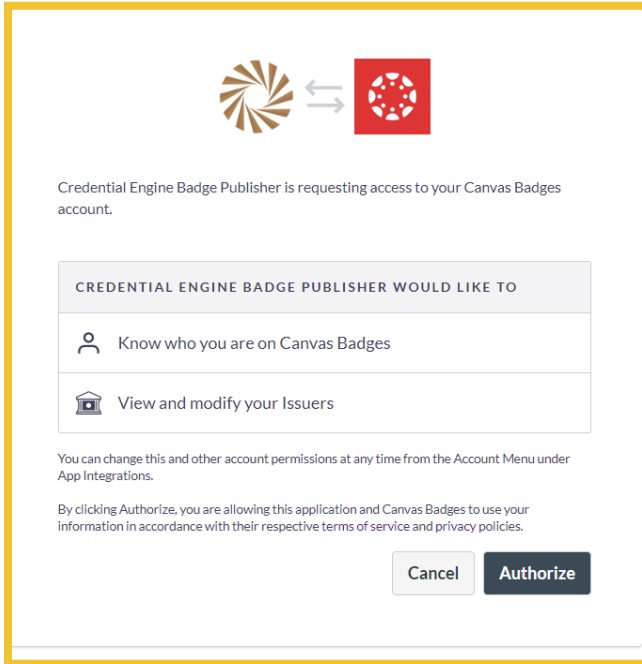 Credential Engine Badge Publisher is requesting access to your Canvas Badges
account.
CREDENTIAL ENGINE BADGE PUBLISHER WOULD LIKE TO
Know who you are on Canvas Badges
View and modify your Issuers
You can change this and other account permissions at any time from the Account Menu under
App Integrations.
By clicking Authorize, you are allowing this application and Canvas Badges to use your
information in accordance with their respective terms of service and privacy policies.
Cancel Authorize